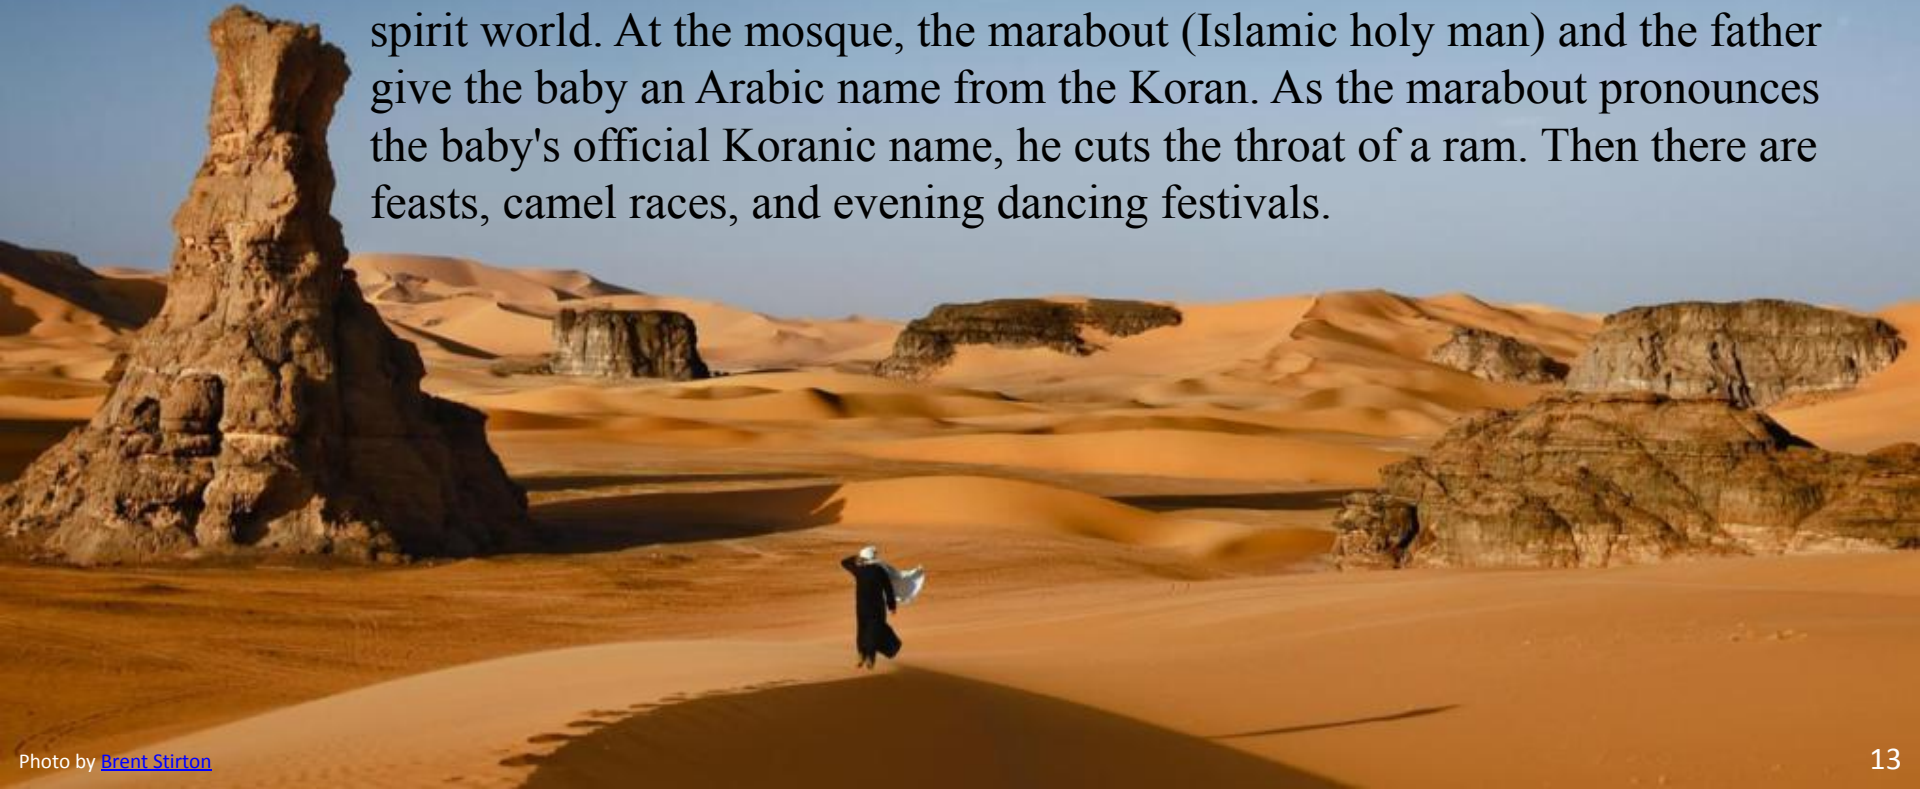 spirit world. At the mosque, the marabout (Islamic holy man) and the father
give the baby an Arabic name from the Koran. As the marabout pronounces
the baby's official Koranic name, he cuts the throat of a ram. Then there are
feasts, camel races, and evening dancing festivals.
Photo by Brent Stirton
13